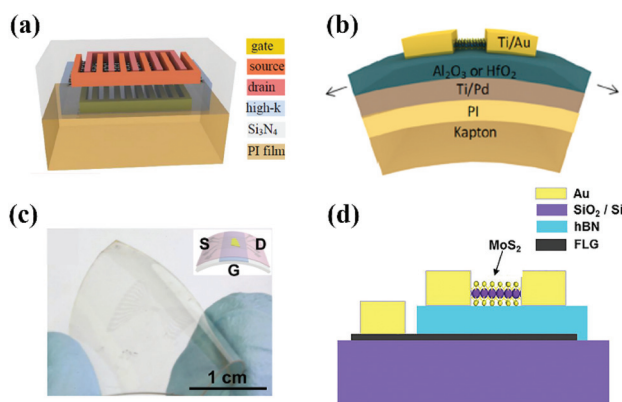 (a)
gate
source
drain
high-k
Si₃N₄
PI film
(b)
Ti/Au
Al₂O₃ or HfO₂
Ti/Pd
PI
Kapton
(c)
S
D
G
1 cm
(d)
Au
SiO₂ / Si
hBN
FLG
MoS₂